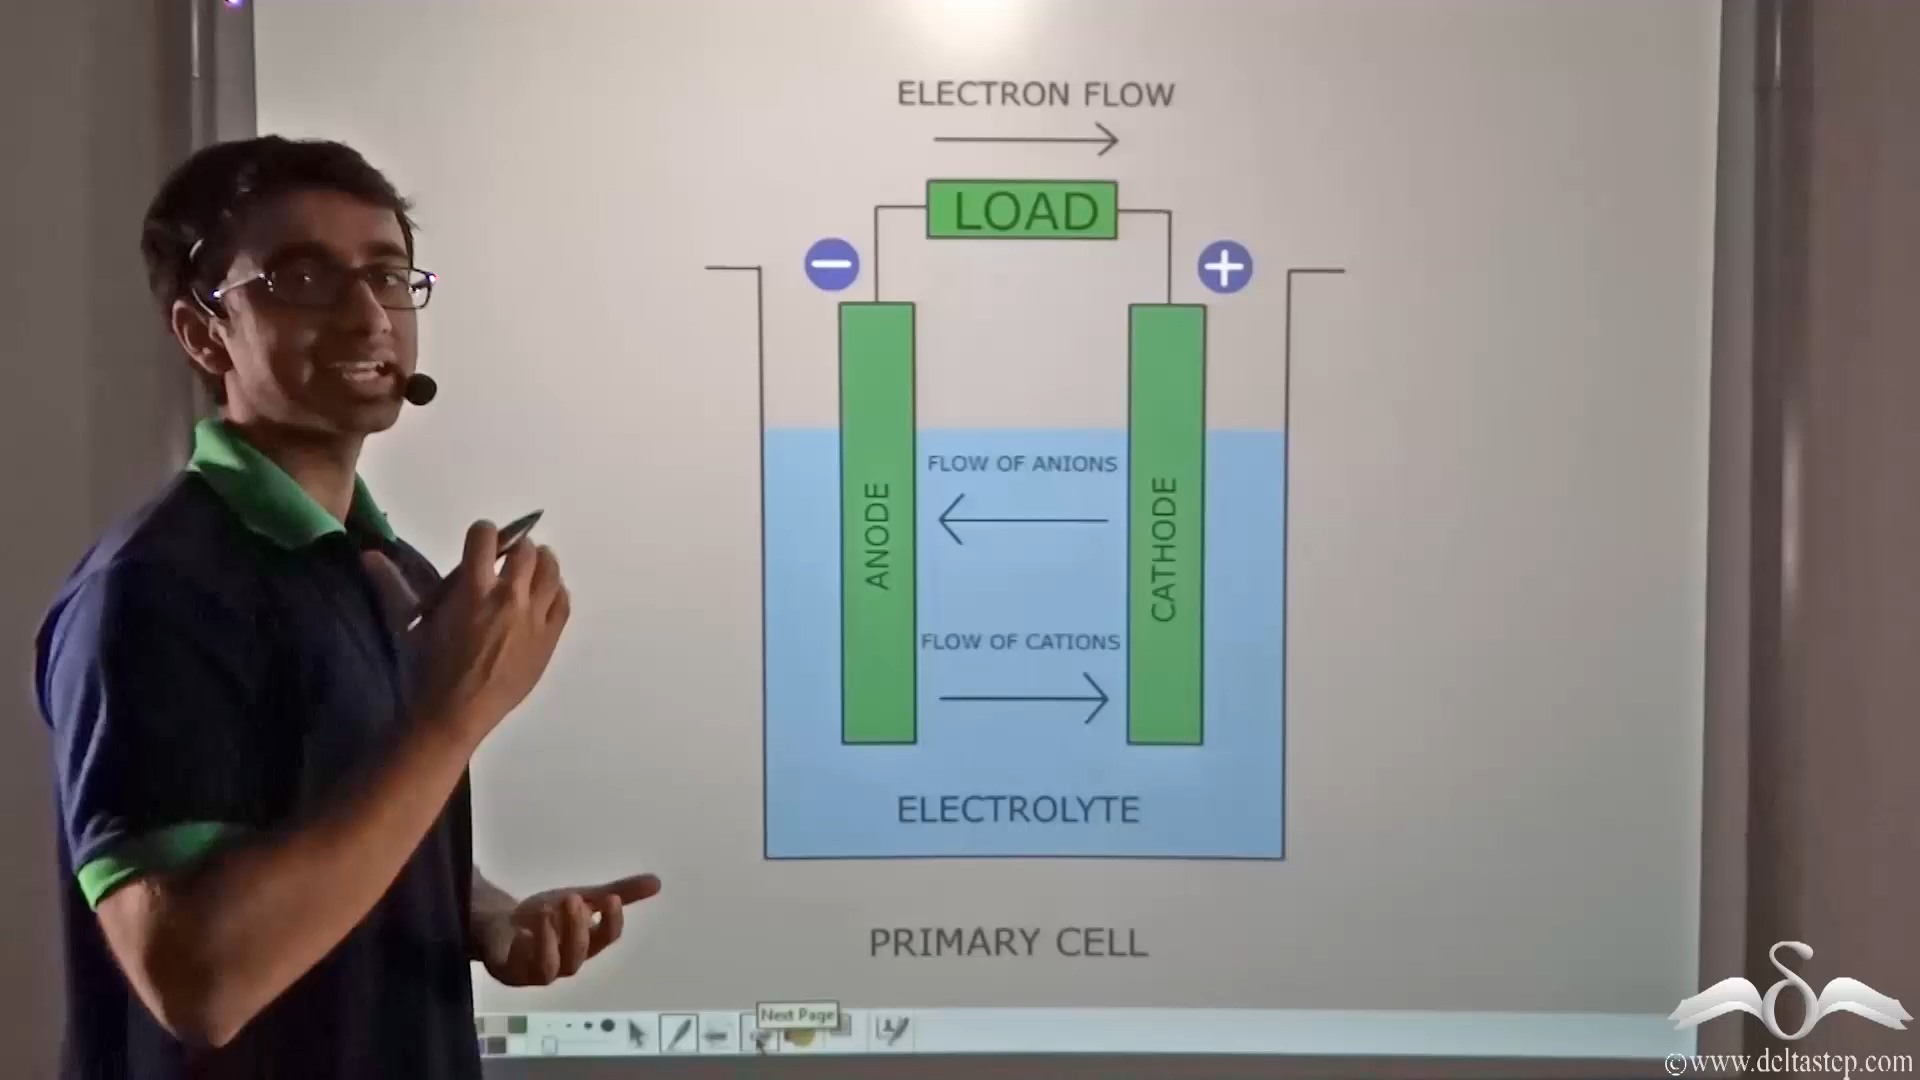 ELECTRON FLOW
LOAD
FLOW OF ANIONS
ANODE
CATHODE
FLOW OF CATIONS
ELECTROLYTE
PRIMARY CELL
Next Page
©www.deltastep.com